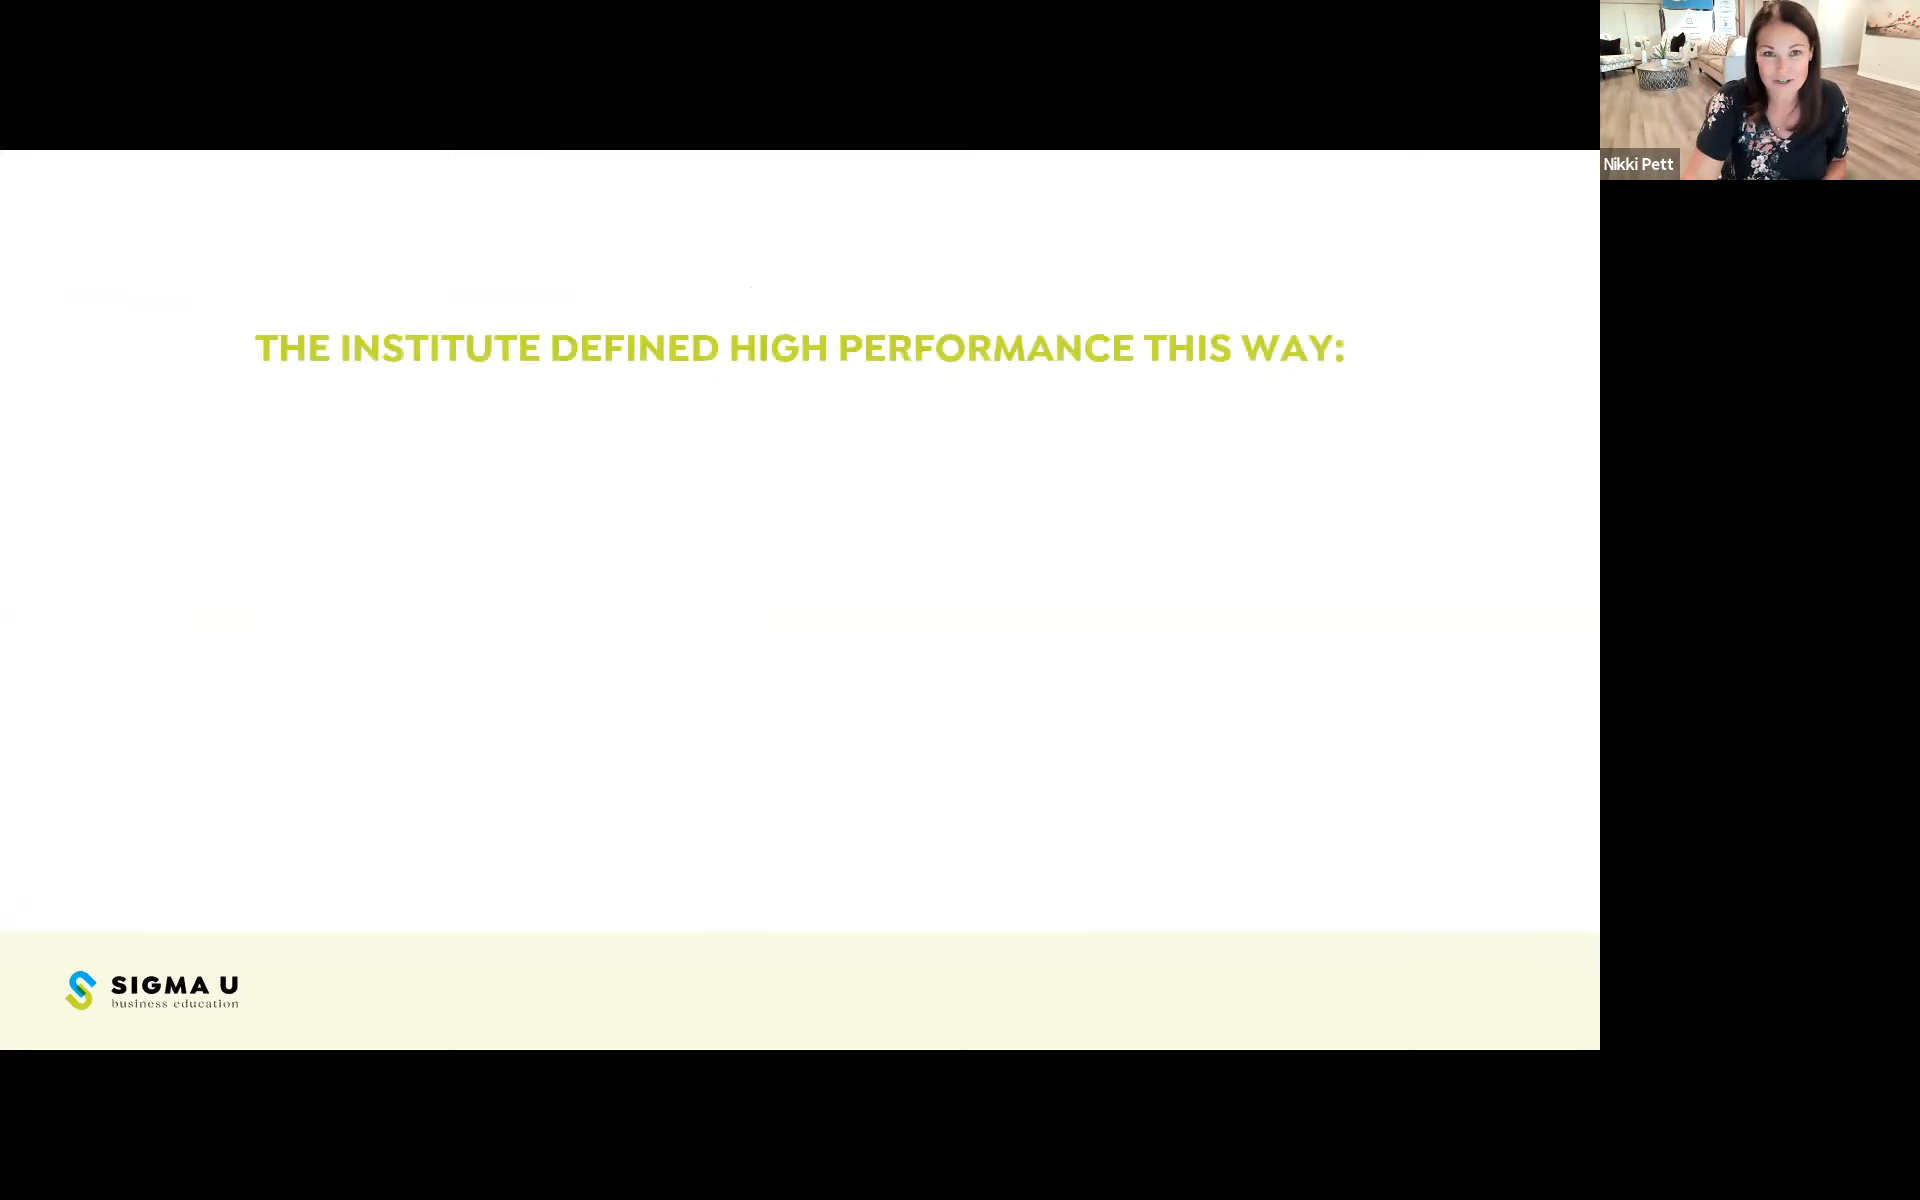 Nikki Pett
THE INSTITUTE DEFINED HIGH PERFORMANCE THIS WAY:
SIGMA U
business education